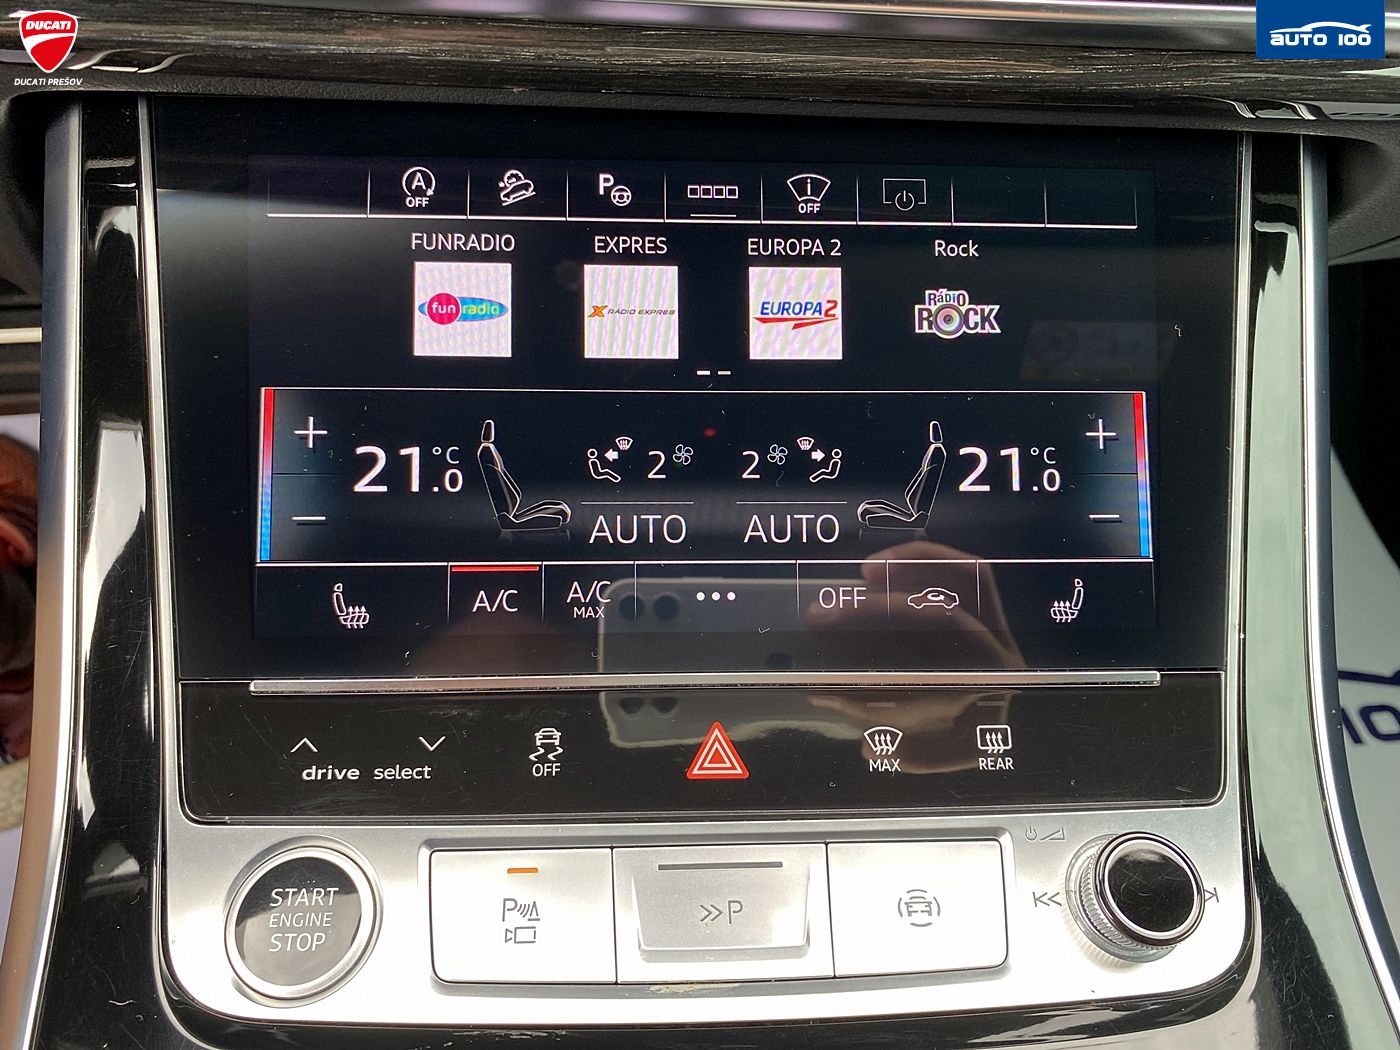 DUCATI
DUCATI PREŠOV
AUTO 100
A
OFF
P
i
OFF
FUNRADIO
EXPRES
EUROPA 2
Rock
fun radio
X RÁDIO EXPRES
EUROPA 2
RáDiO
ROCK
+
21.0 °C
2
2
21.0 °C
+
−
AUTO
AUTO
−
A/C
A/C
MAX
•••
OFF
drive select
OFF
MAX
REAR
START
ENGINE
STOP
P
>>P